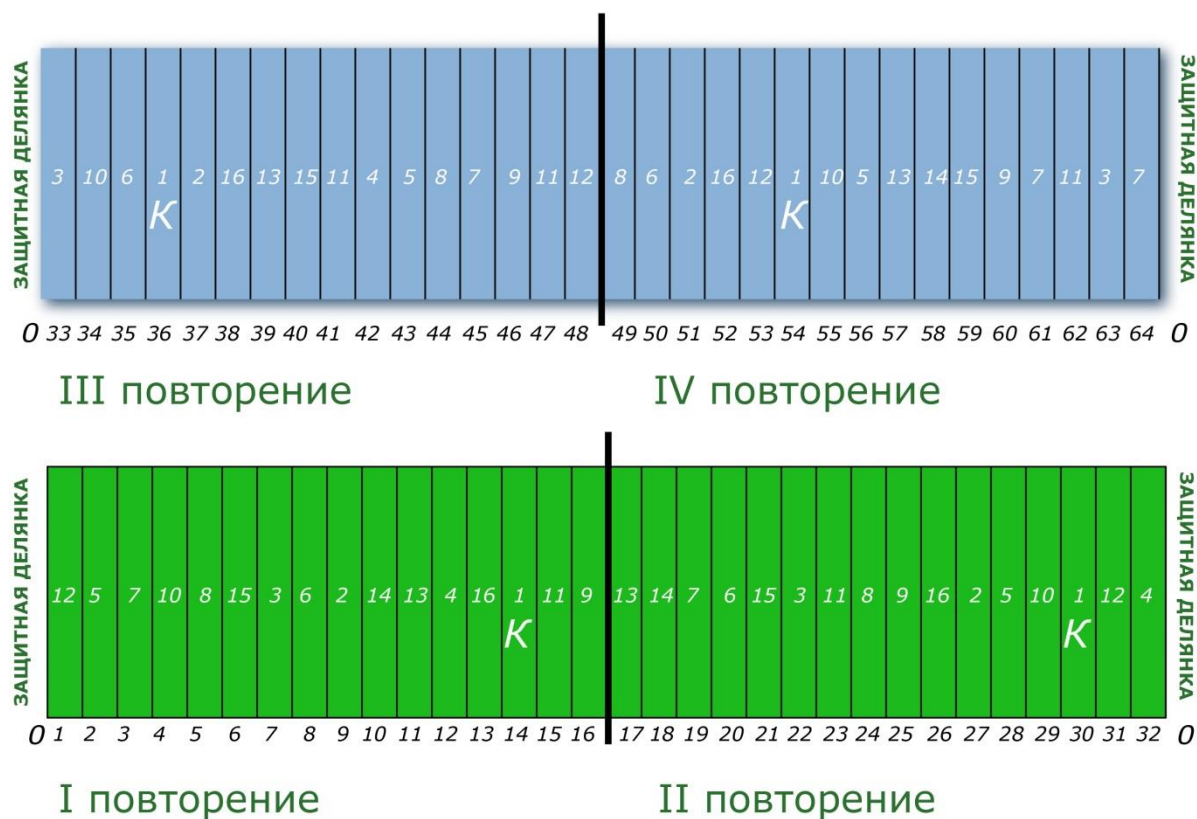 ЗАЩИТНАЯ ДЕЛЯНКА
3 10 6 1 2 16 13 15 11 4 5 8 7 9 11 12 8 6 2 16 12 1 10 5 13 14 15 9 7 11 3 7
К К
ЗАЩИТНАЯ ДЕЛЯНКА
0 33 34 35 36 37 38 39 40 41 42 43 44 45 46 47 48 49 50 51 52 53 54 55 56 57 58 59 60 61 62 63 64 0
III повторение IV повторение
ЗАЩИТНАЯ ДЕЛЯНКА
12 5 7 10 8 15 3 6 2 14 13 4 16 1 11 9 13 14 7 6 15 3 11 8 9 16 2 5 10 1 12 4
К К
ЗАЩИТНАЯ ДЕЛЯНКА
0 1 2 3 4 5 6 7 8 9 10 11 12 13 14 15 16 17 18 19 20 21 22 23 24 25 26 27 28 29 30 31 32 0
I повторение II повторение